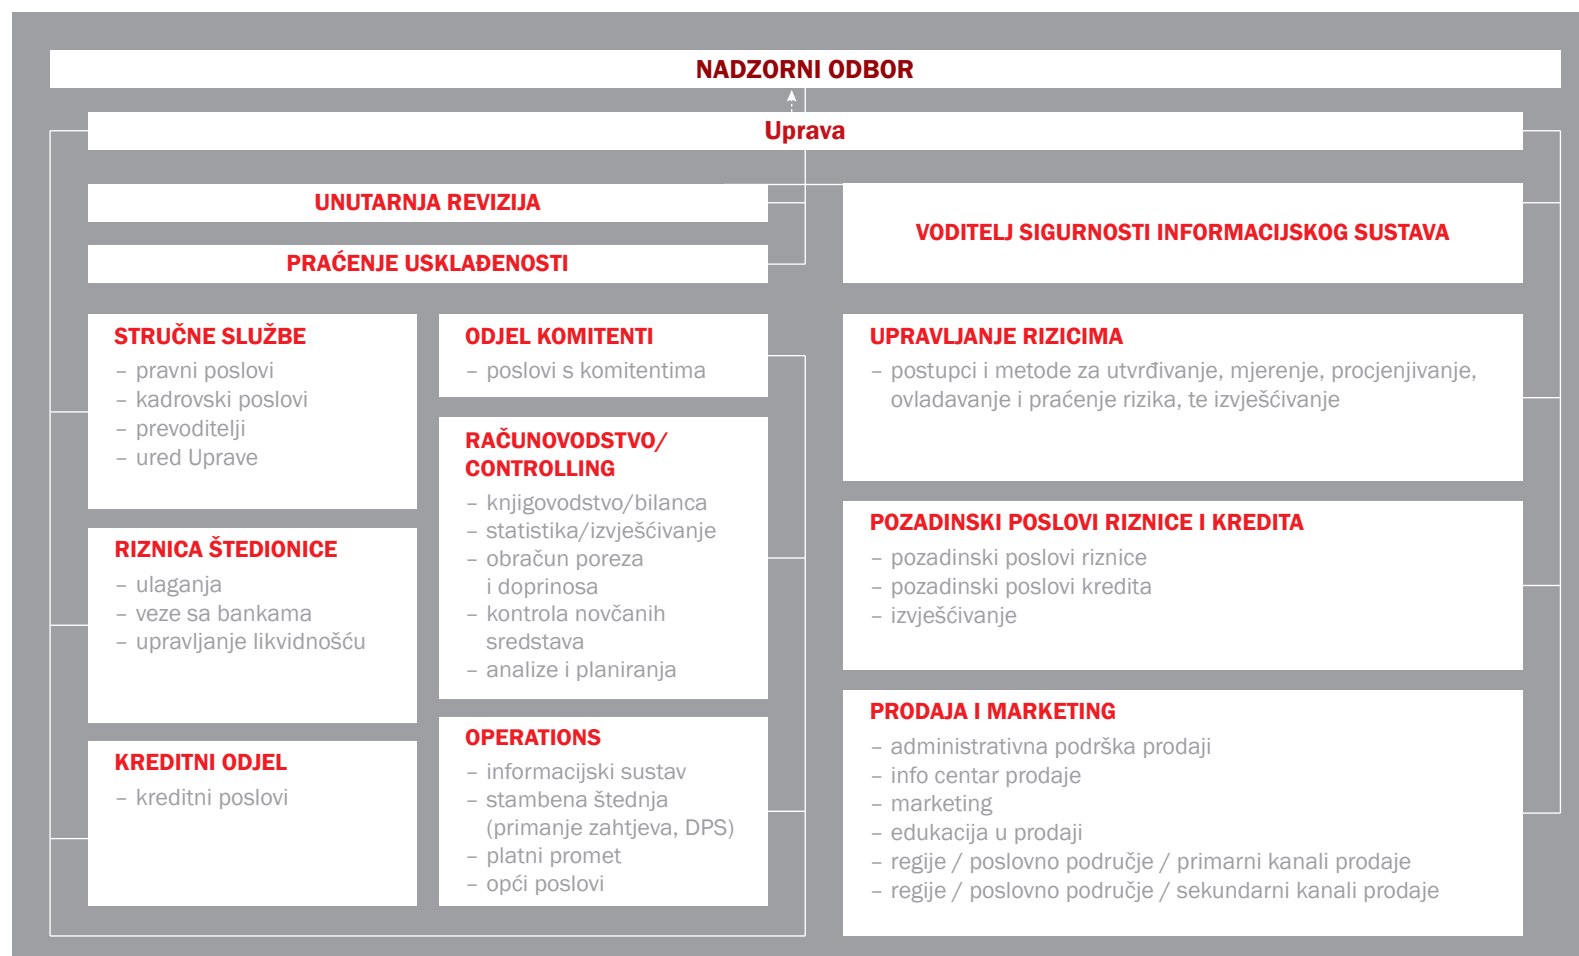 NADZORNI ODBOR
Uprava
UNUTARNJA REVIZIJA
PRAĆENJE USKLAĐENOSTI
VODITELJ SIGURNOSTI INFORMACIJSKOG SUSTAVA
STRUČNE SLUŽBE
– pravni poslovi
– kadrovski poslovi
– prevoditelji
– ured Uprave
RIZNICA ŠTEDIONICE
– ulaganja
– veze sa bankama
– upravljanje likvidnošću
KREDITNI ODJEL
– kreditni poslovi
ODJEL KOMITENTI
– poslovi s komitentima
RAČUNOVODSTVO/
CONTROLLING
– knjigovodstvo/bilanca
– statistika/izvješćivanje
– obračun poreza
i doprinosa
– kontrola novčanih
sredstava
– analize i planiranja
OPERATIONS
– informacijski sustav
– stambena štednja
(primanje zahtjeva, DPS)
– platni promet
– opći poslovi
UPRAVLJANJE RIZICIMA
– postupci i metode za utvrđivanje, mjerenje, procjenjivanje,
ovladavanje i praćenje rizika, te izvješćivanje
POZADINSKI POSLOVI RIZNICE I KREDITA
– pozadinski poslovi riznice
– pozadinski poslovi kredita
– izvješćivanje
PRODAJA I MARKETING
– administrativna podrška prodaji
– info centar prodaje
– marketing
– edukacija u prodaji
– regije / poslovno područje / primarni kanali prodaje
– regije / poslovno područje / sekundarni kanali prodaje